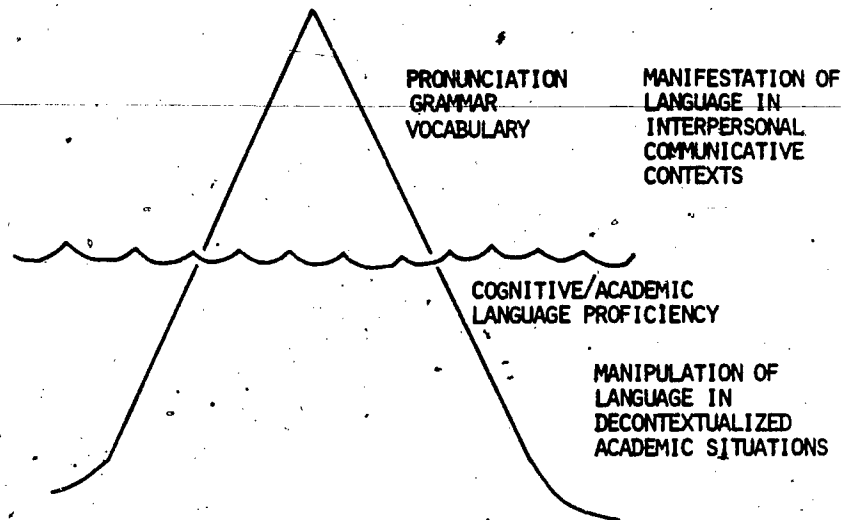 PRONUNCIATION
GRAMMAR
VOCABULARY
MANIFESTATION OF
LANGUAGE IN
INTERPERSONAL
COMMUNICATIVE
CONTEXTS
COGNITIVE/ACADEMIC
LANGUAGE PROFICIENCY
MANIPULATION OF
LANGUAGE IN
DECONTEXTUALIZED
ACADEMIC SITUATIONS